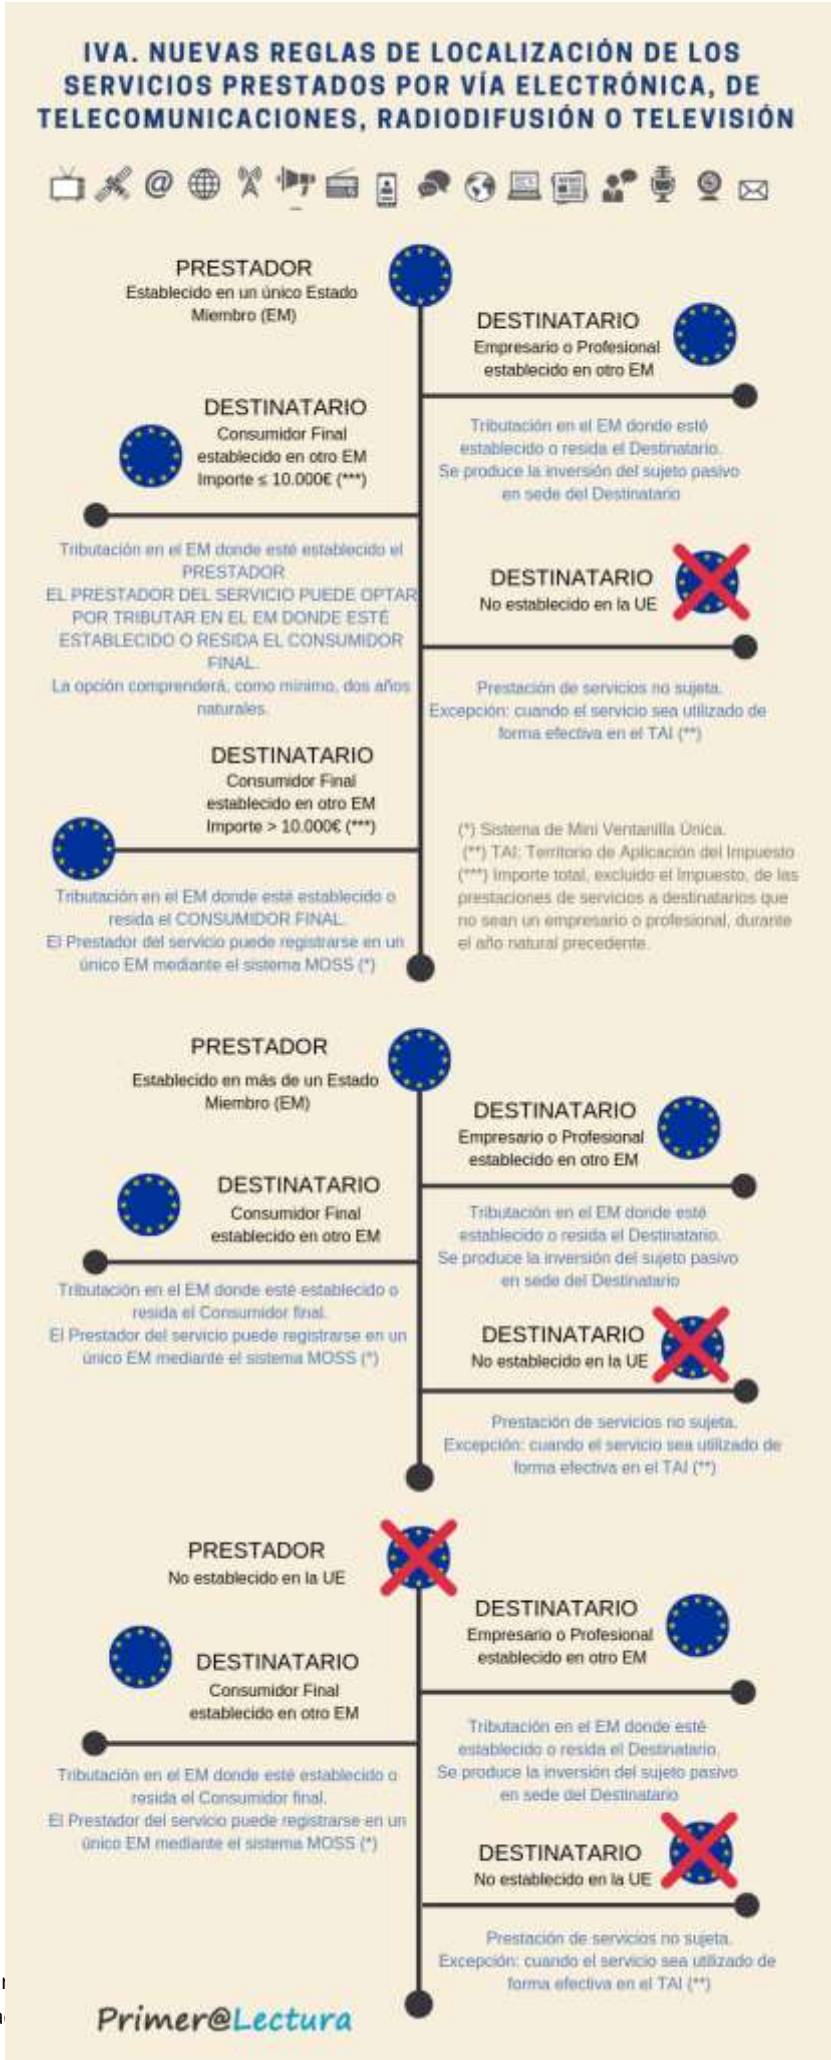 IVA. NUEVAS REGLAS DE LOCALIZACIÓN DE LOS
SERVICIOS PRESTADOS POR VÍA ELECTRÓNICA, DE
TELECOMUNICACIONES, RADIODIFUSIÓN O TELEVISIÓN
PRESTADOR
Establecido en un único Estado
Miembro (EM)
DESTINATARIO
Empresario o Profesional
establecido en otro EM
Tributación en el EM donde esté
establecido o resida el Destinatario.
Se produce la inversión del sujeto pasivo
en sede del Destinatario
DESTINATARIO
Consumidor Final
establecido en otro EM
Importe ≤ 10.000€ (***)
Tributación en el EM donde esté establecido el
PRESTADOR
EL PRESTADOR DEL SERVICIO PUEDE OPTAR
POR TRIBUTAR EN EL EM DONDE ESTÉ
ESTABLECIDO O RESIDA EL CONSUMIDOR
FINAL.
La opción comprenderá, como mínimo, dos años
naturales.
DESTINATARIO
No establecido en la UE
Prestación de servicios no sujeta.
Excepción: cuando el servicio sea utilizado de
forma efectiva en el TAI (**)
DESTINATARIO
Consumidor Final
establecido en otro EM
Importe > 10.000€ (***)
Tributación en el EM donde esté establecido o
resida el CONSUMIDOR FINAL.
El Prestador del servicio puede registrarse en un
único EM mediante el sistema MOSS (*)
(*) Sistema de Mini Ventanilla Única.
(**) TAI: Territorio de Aplicación del Impuesto
(***) Importe total, excluido el Impuesto, de las
prestaciones de servicios a destinatarios que
no sean un empresario o profesional, durante
el año natural precedente.
PRESTADOR
Establecido en más de un Estado
Miembro (EM)
DESTINATARIO
Empresario o Profesional
establecido en otro EM
Tributación en el EM donde esté
establecido o resida el Destinatario.
Se produce la inversión del sujeto pasivo
en sede del Destinatario
DESTINATARIO
Consumidor Final
establecido en otro EM
Tributación en el EM donde esté establecido o
resida el Consumidor final.
El Prestador del servicio puede registrarse en un
único EM mediante el sistema MOSS (*)
DESTINATARIO
No establecido en la UE
Prestación de servicios no sujeta.
Excepción: cuando el servicio sea utilizado de
forma efectiva en el TAI (**)
PRESTADOR
No establecido en la UE
DESTINATARIO
Empresario o Profesional
establecido en otro EM
Tributación en el EM donde esté
establecido o resida el Destinatario.
Se produce la inversión del sujeto pasivo
en sede del Destinatario
DESTINATARIO
Consumidor Final
establecido en otro EM
Tributación en el EM donde esté establecido o
resida el Consumidor final.
El Prestador del servicio puede registrarse en un
único EM mediante el sistema MOSS (*)
DESTINATARIO
No establecido en la UE
Prestación de servicios no sujeta.
Excepción: cuando el servicio sea utilizado de
forma efectiva en el TAI (**)
Primer@Lectura